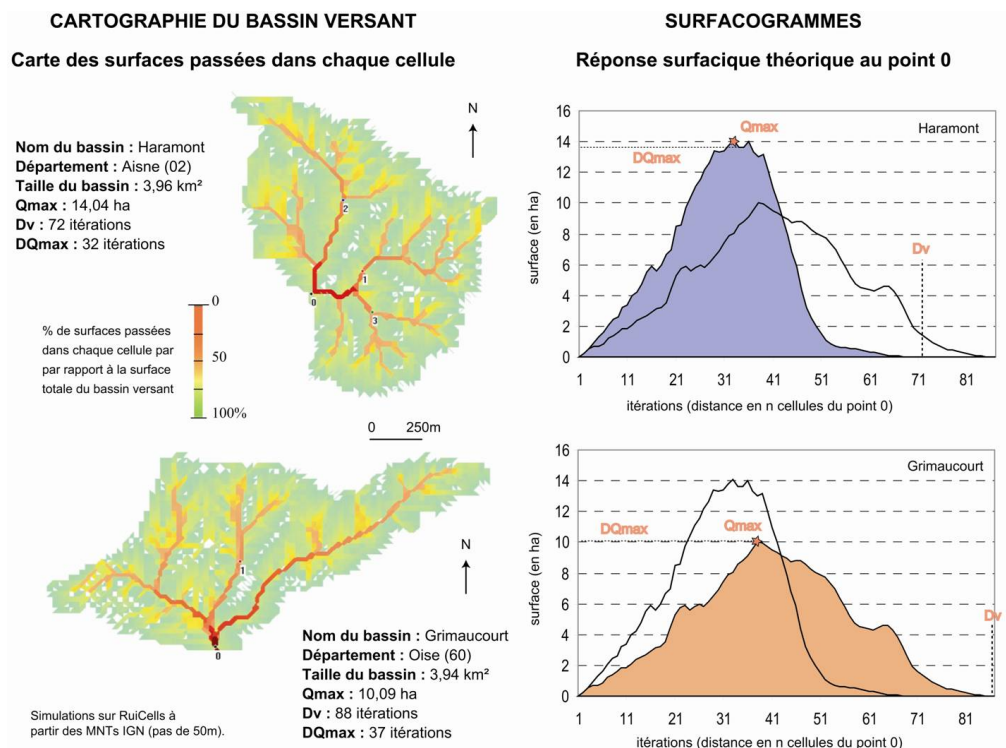 CARTOGRAPHIE DU BASSIN VERSANT
Carte des surfaces passées dans chaque cellule
Nom du bassin : Haramont
Département : Aisne (02)
Taille du bassin : 3,96 km²
Qmax : 14,04 ha
Dv : 72 itérations
DQmax : 32 itérations
N
2
1
0
3
0
50
100%
% de surfaces passées
dans chaque cellule par
par rapport à la surface
totale du bassin versant
0 250m
N
1
0
Nom du bassin : Grimaucourt
Département : Oise (60)
Taille du bassin : 3,94 km²
Qmax : 10,09 ha
Dv : 88 itérations
DQmax : 37 itérations
Simulations sur RuiCells à
partir des MNTs IGN (pas de 50m).
SURFACOGRAMMES
Réponse surfacique théorique au point 0
Haramont
Qmax
DQmax
Dv
surface (en ha)
16
14
12
10
8
6
4
2
0
1 11 21 31 41 51 61 71 81
itérations (distance en n cellules du point 0)
Grimaucourt
DQmax
Qmax
Dv
surface (en ha)
16
14
12
10
8
6
4
2
0
1 11 21 31 41 51 61 71 81
itérations (distance en n cellules du point 0)